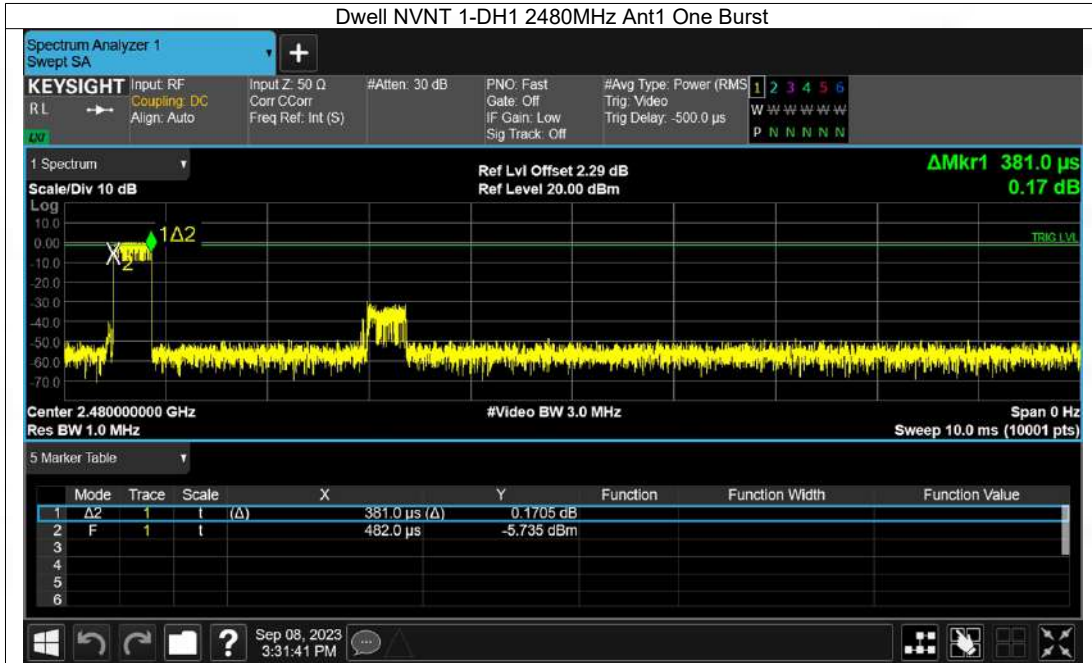 Dwell NVNT 1-DH1 2480MHz Ant1 One Burst
Spectrum Analyzer 1
Swept SA
+
KEYSIGHT Input: RF Input Z: 50 Ω #Atten: 30 dB PNO: Fast #Avg Type: Power (RMS 1 2 3 4 5 6
RL Coupling: DC Corr CCorr Gate: Off Trig: Video W W W W W W
Align: Auto Freq Ref: Int (S) IF Gain: Low Trig Delay: -500.0 µs
LXI Sig Track: Off P N N N N N
1 Spectrum Ref Lvl Offset 2.29 dB ΔMkr1 381.0 µs
Scale/Div 10 dB Ref Level 20.00 dBm 0.17 dB
Log
10.0
1Δ2
0.00 TRIG LVL
X
2
-10.0
-20.0
-30.0
-40.0
-50.0
-60.0
-70.0
Center 2.480000000 GHz #Video BW 3.0 MHz Span 0 Hz
Res BW 1.0 MHz Sweep 10.0 ms (10001 pts)
5 Marker Table
Mode Trace Scale X Y Function Function Width Function Value
1 Δ2 1 t (Δ) 381.0 µs (Δ) 0.1705 dB
2 F 1 t 482.0 µs -5.735 dBm
3
4
5
6
? Sep 08, 2023
3:31:41 PM